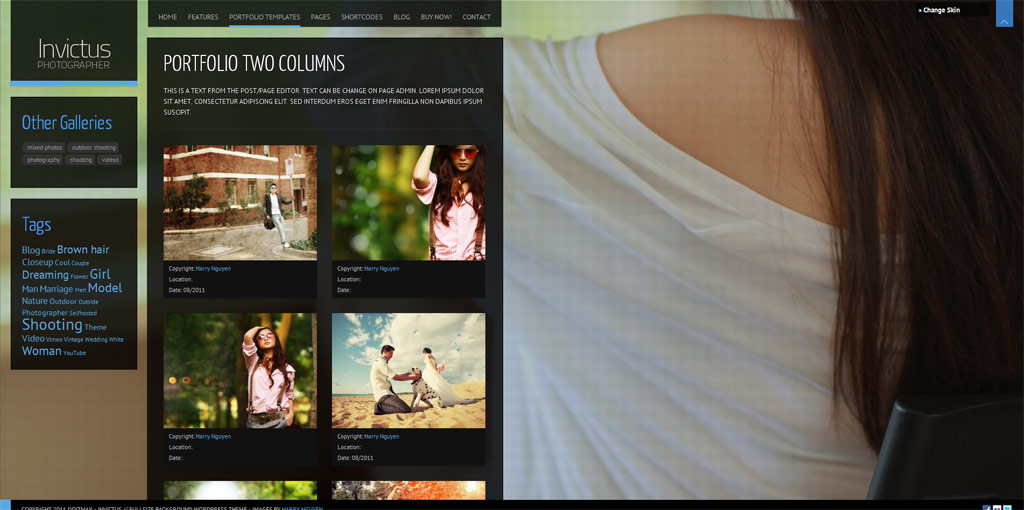 HOME FEATURES PORTFOLIO TEMPLATES PAGES SHORTCODES BLOG BUY NOW! CONTACT
» Change Skin
Invictus
PHOTOGRAPHER
Other Galleries
mixed photos outdoor shooting
photography shooting videos
Tags
Blog Bride Brown hair
Closeup Cool Couple
Dreaming Flower Girl
Man Marriage Men Model
Nature Outdoor Outside
Photographer Selfhosted
Shooting Theme
Video Vimeo Vintage Wedding White
Woman YouTube
PORTFOLIO TWO COLUMNS
THIS IS A TEXT FROM THE POST/PAGE EDITOR. TEXT CAN BE CHANGE ON PAGE ADMIN. LOREM IPSUM DOLOR
SIT AMET, CONSECTETUR ADIPISCING ELIT. SED INTERDUM EROS EGET ENIM FRINGILLA NON DAPIBUS IPSUM
SUSCIPIT.
Copyright: Harry Nguyen
Location:
Date: 08/2011
Copyright: Harry Nguyen
Location:
Date:
Copyright: Harry Nguyen
Location:
Date:
Copyright: Harry Nguyen
Location:
Date: 08/2011
COPYRIGHT 2011 DOITMAX - INVICTUS // FULLSIZE BACKGROUND WORDPRESS THEME - IMAGES BY HARRY NGUYEN